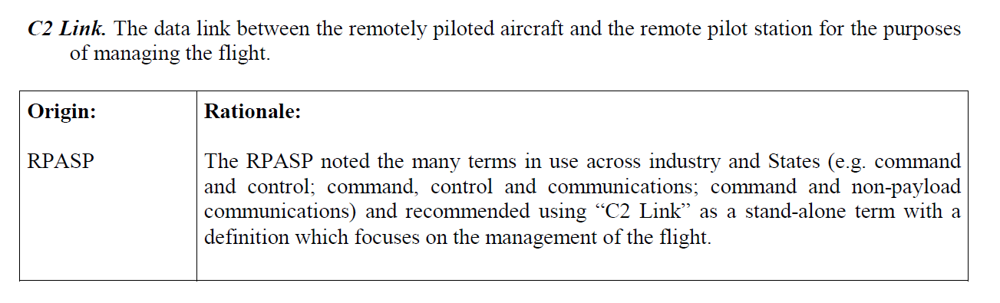 C2 Link. The data link between the remotely piloted aircraft and the remote pilot station for the purposes
of managing the flight.
Origin:
Rationale:
RPASP
The RPASP noted the many terms in use across industry and States (e.g. command
and control; command, control and communications; command and non-payload
communications) and recommended using “C2 Link” as a stand-alone term with a
definition which focuses on the management of the flight.